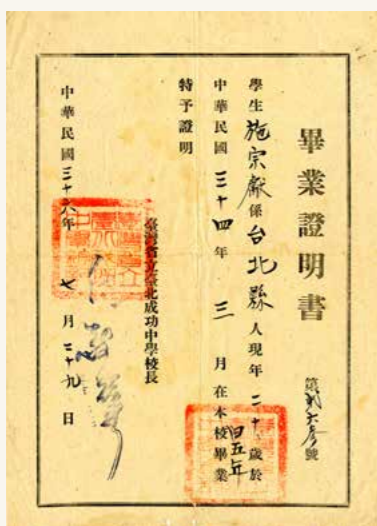 畢業證明書
第 號
學生施宗獻係台北縣人現年二十歲於
中華民國三十四年三月在本校畢業
舊五年
特予證明
臺灣省立臺北成功中學校長
中華民國三十六年七月二十九日